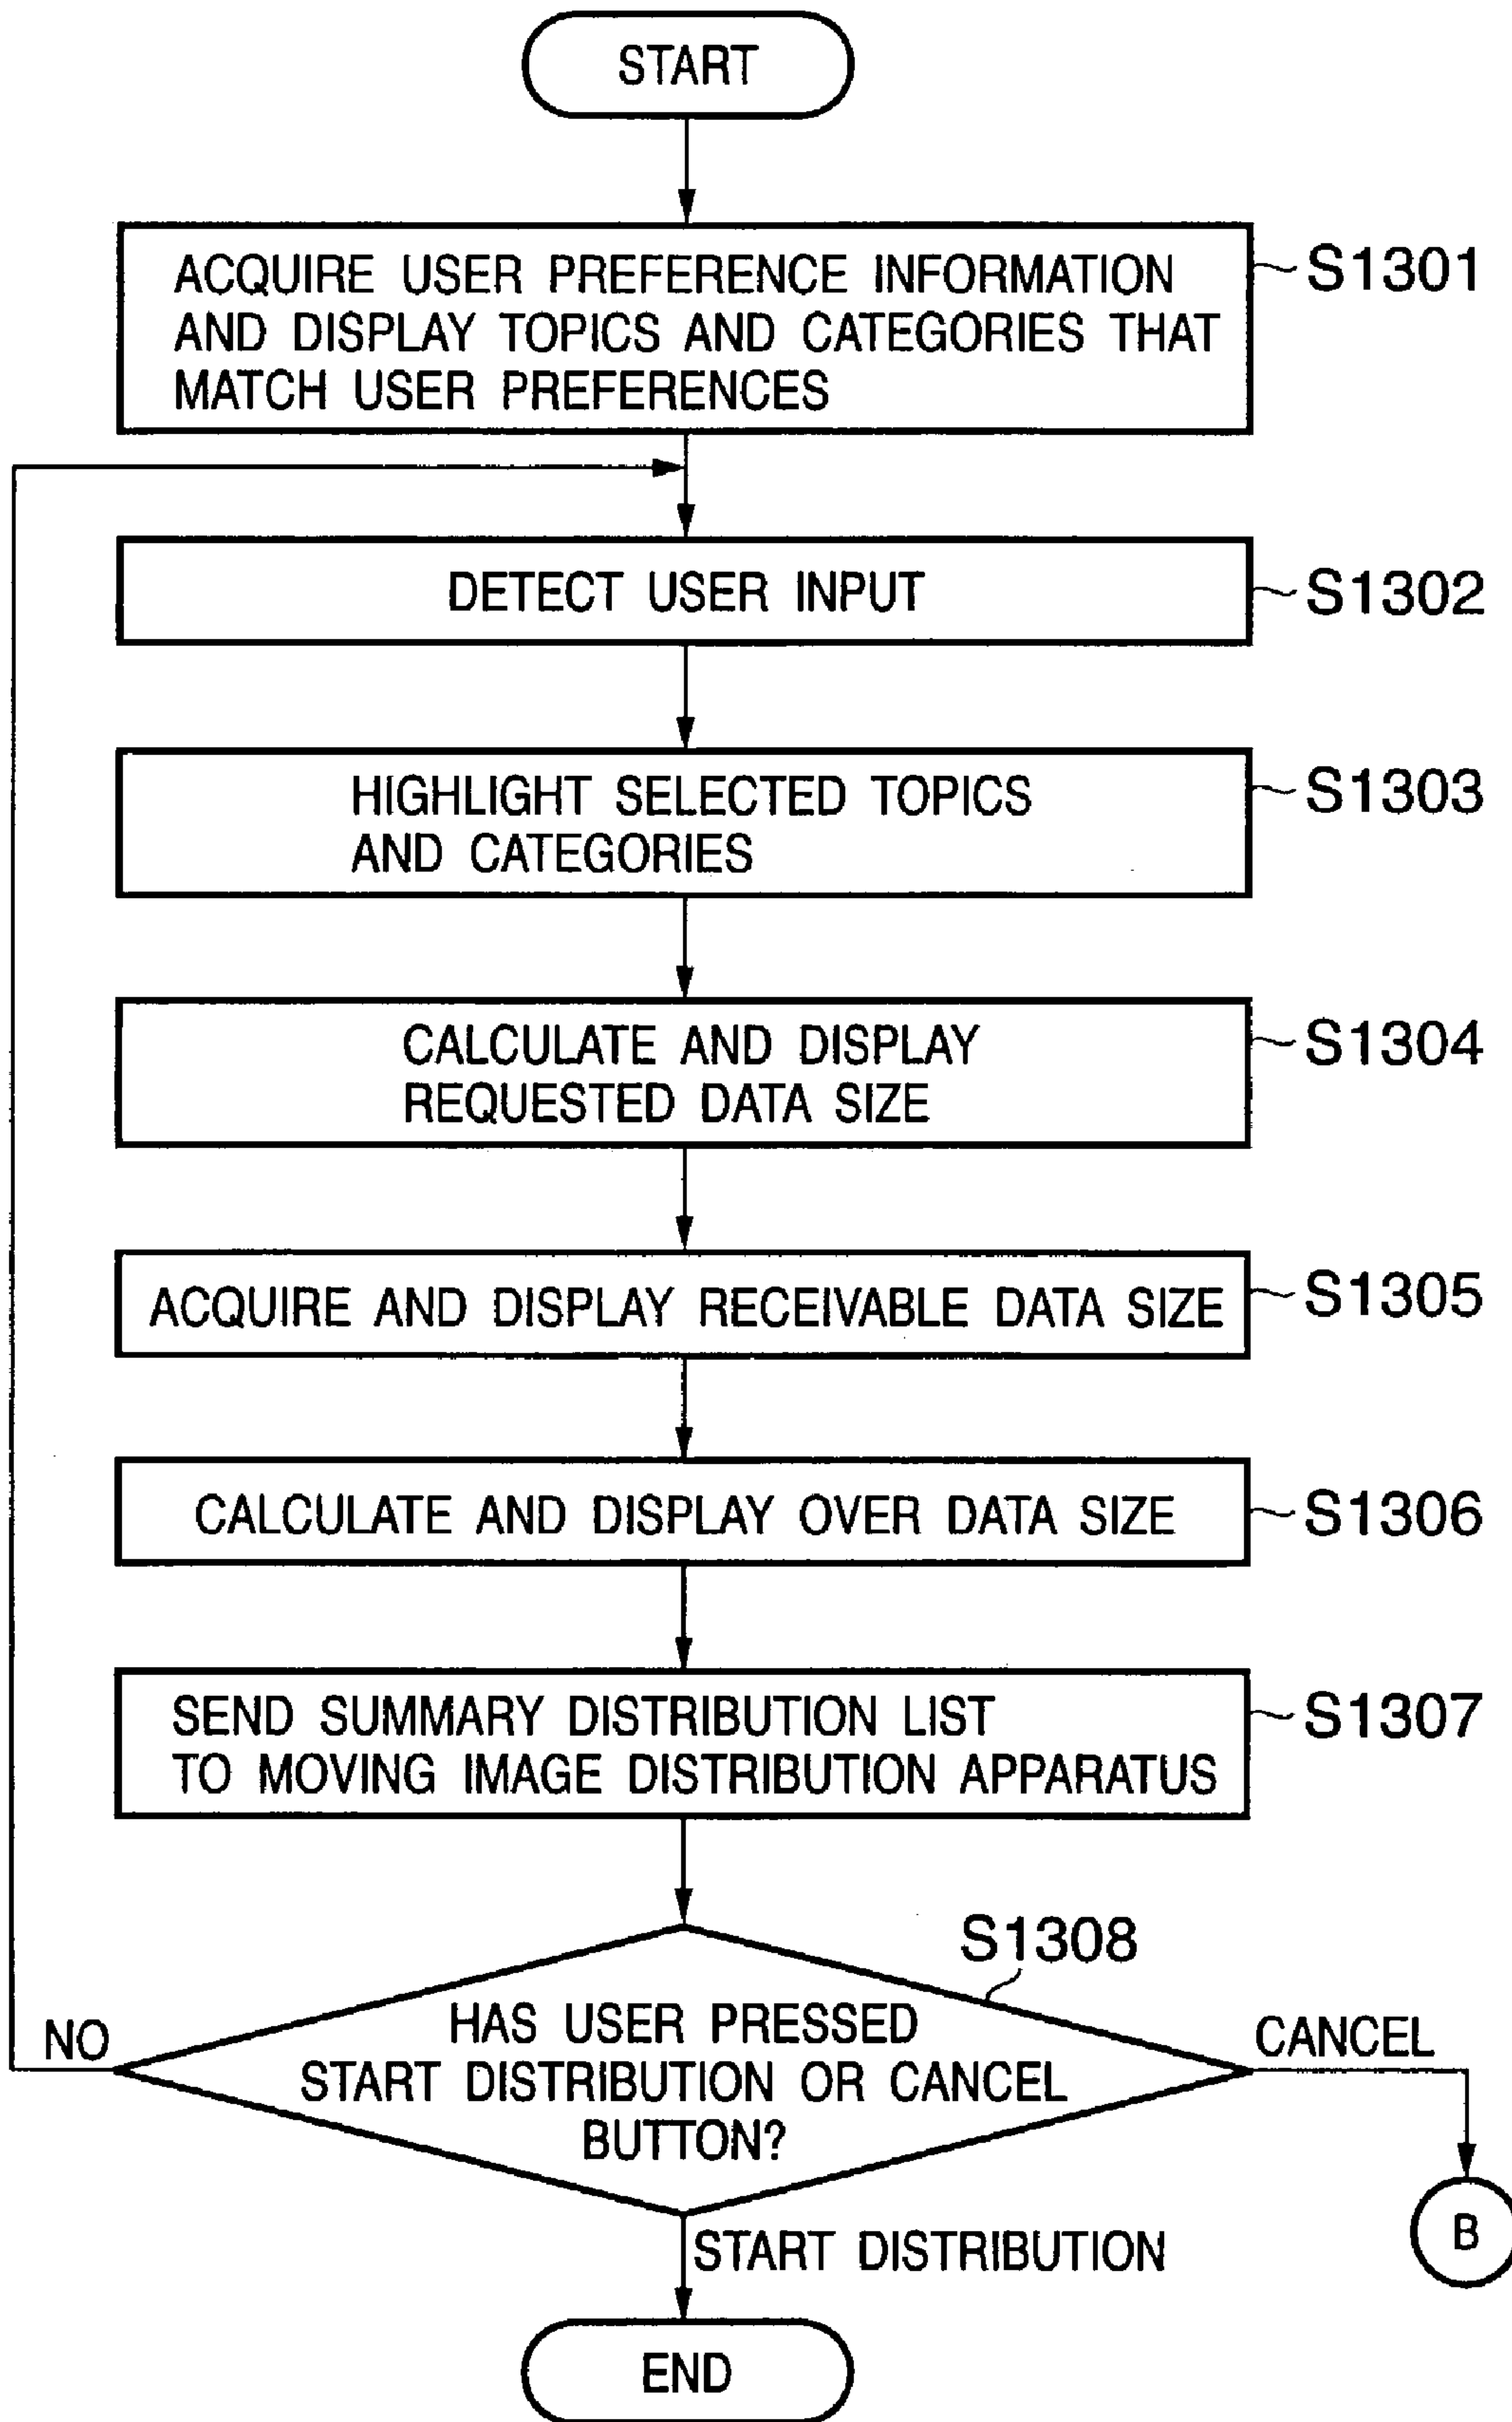 START
ACQUIRE USER PREFERENCE INFORMATION
AND DISPLAY TOPICS AND CATEGORIES THAT
MATCH USER PREFERENCES
S1301
DETECT USER INPUT
S1302
HIGHLIGHT SELECTED TOPICS
AND CATEGORIES
S1303
CALCULATE AND DISPLAY
REQUESTED DATA SIZE
S1304
ACQUIRE AND DISPLAY RECEIVABLE DATA SIZE
S1305
CALCULATE AND DISPLAY OVER DATA SIZE
S1306
SEND SUMMARY DISTRIBUTION LIST
TO MOVING IMAGE DISTRIBUTION APPARATUS
S1307
S1308
HAS USER PRESSED
START DISTRIBUTION OR CANCEL
BUTTON?
NO
CANCEL
B
START DISTRIBUTION
END